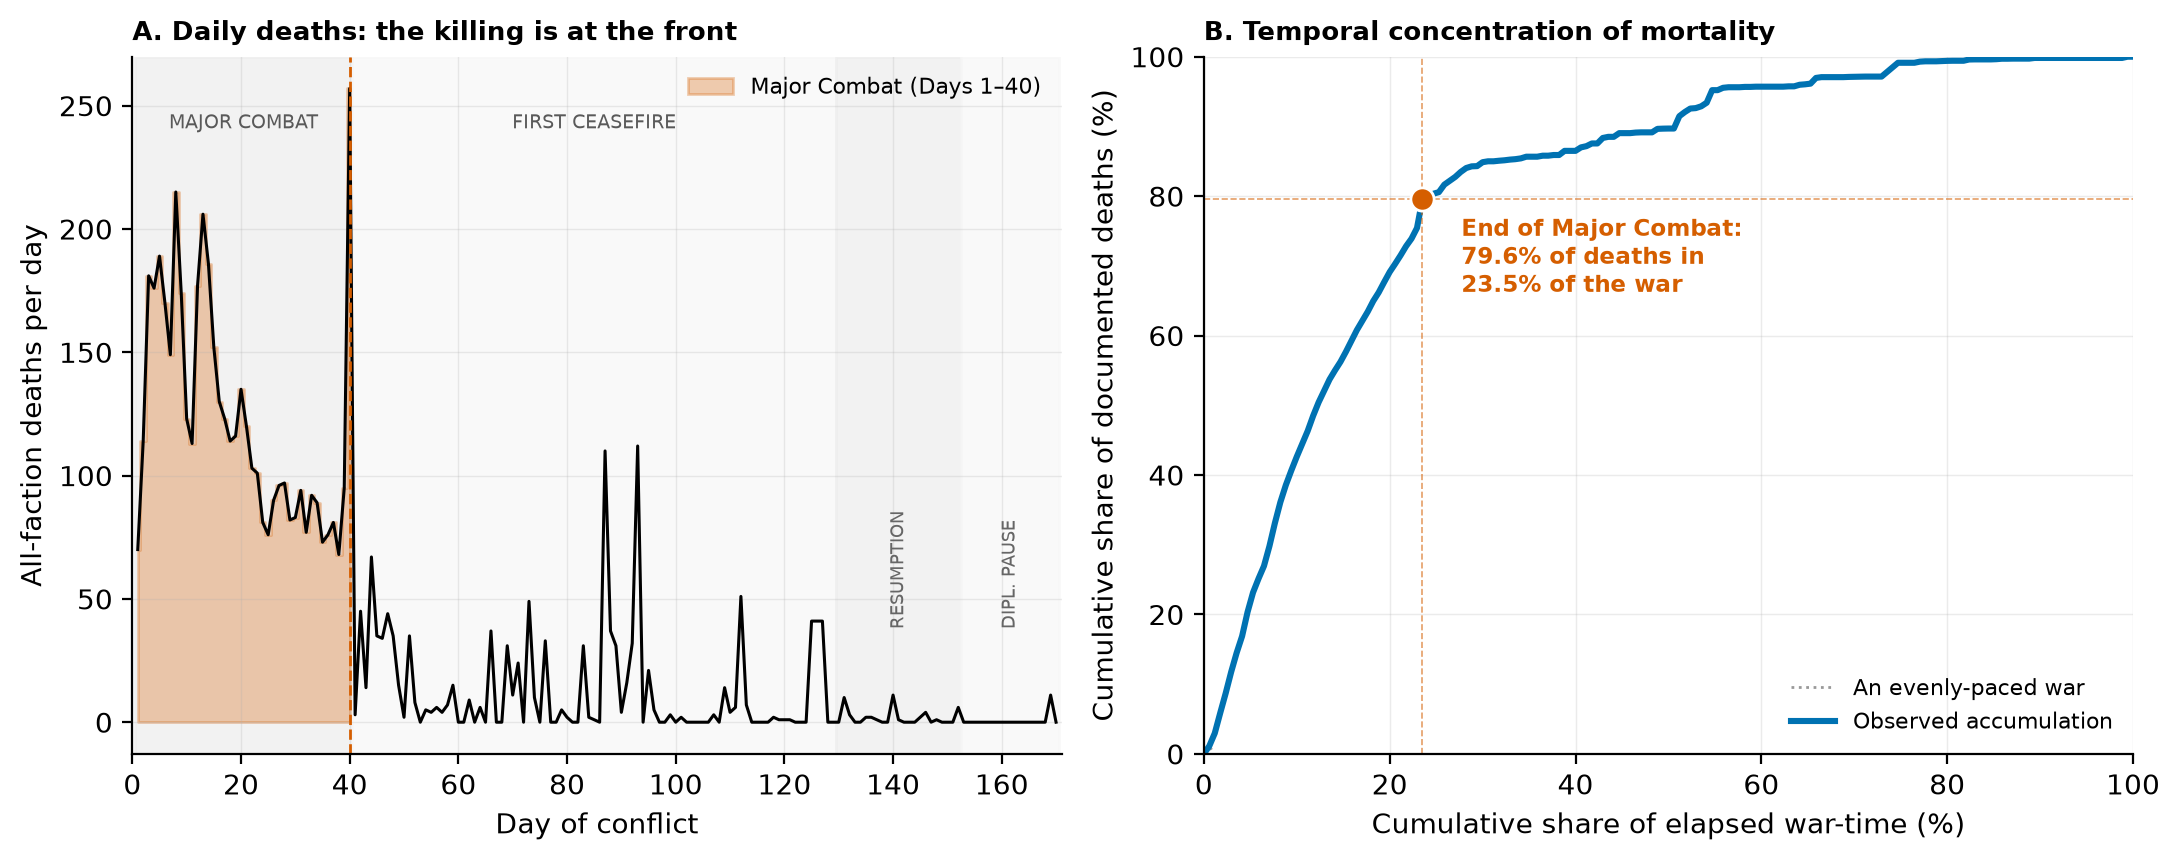 A. Daily deaths: the killing is at the front
Major Combat (Days 1–40)
MAJOR COMBAT
FIRST CEASEFIRE
RESUMPTION
DIPL. PAUSE
All-faction deaths per day
250
200
150
100
50
0
0 20 40 60 80 100 120 140 160
Day of conflict
B. Temporal concentration of mortality
Cumulative share of documented deaths (%)
100
80
60
40
20
0
End of Major Combat:
79.6% of deaths in
23.5% of the war
An evenly-paced war
Observed accumulation
0 20 40 60 80 100
Cumulative share of elapsed war-time (%)